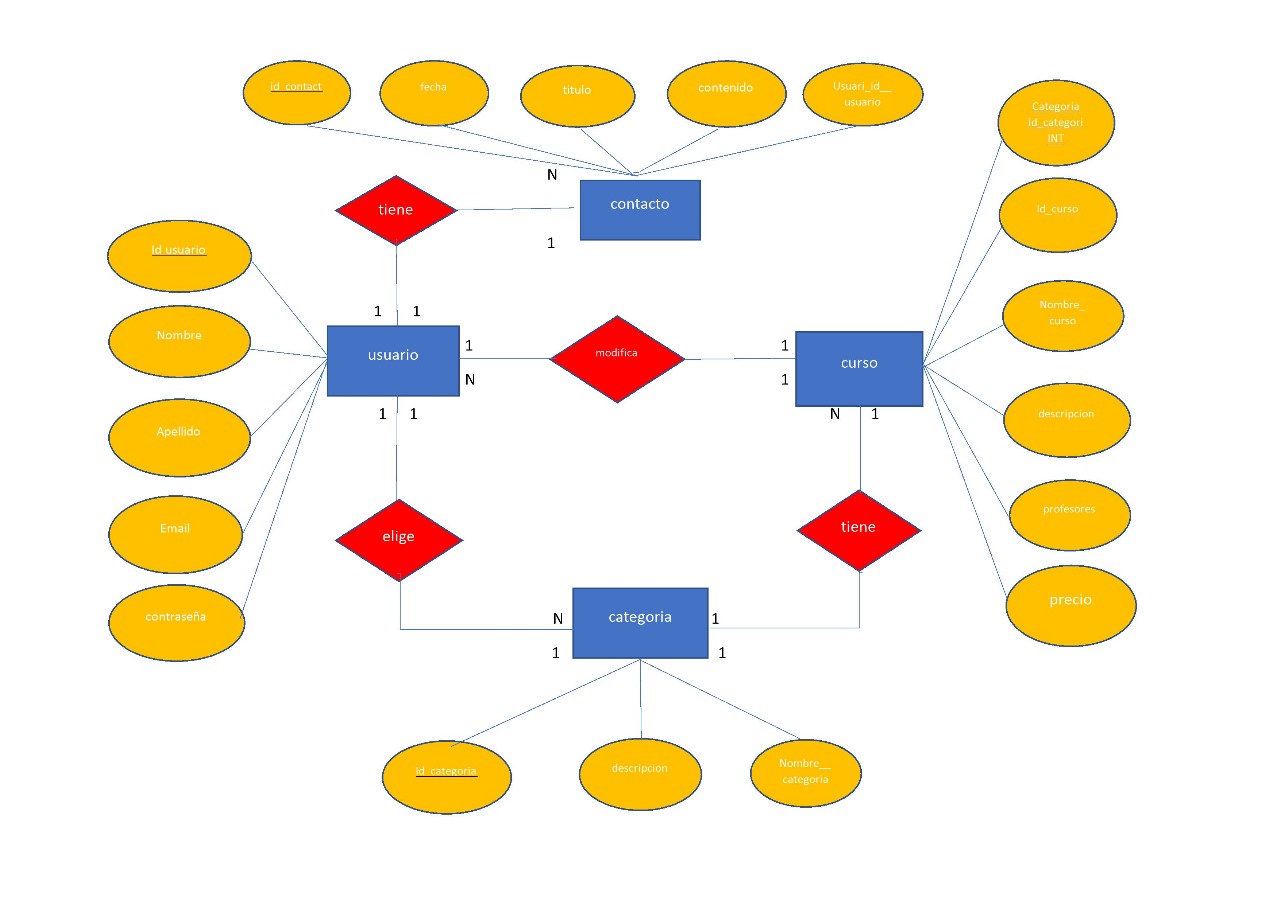 id_contact
fecha
titulo
contenido
Usuari_id__
usuario
Categoria
id_categori
INT
N
tiene
contacto
Id_curso
1
Id usuario
1 1
Nombre_
curso
Nombre
usuario
1
modifica
1
curso
N
1
1 1
N 1
descripcion
Apellido
Email
elige
tiene
profesores
contraseña
N
categoria
1
precio
1
1
Id_categoria
descripcion
Nombre__
categoria